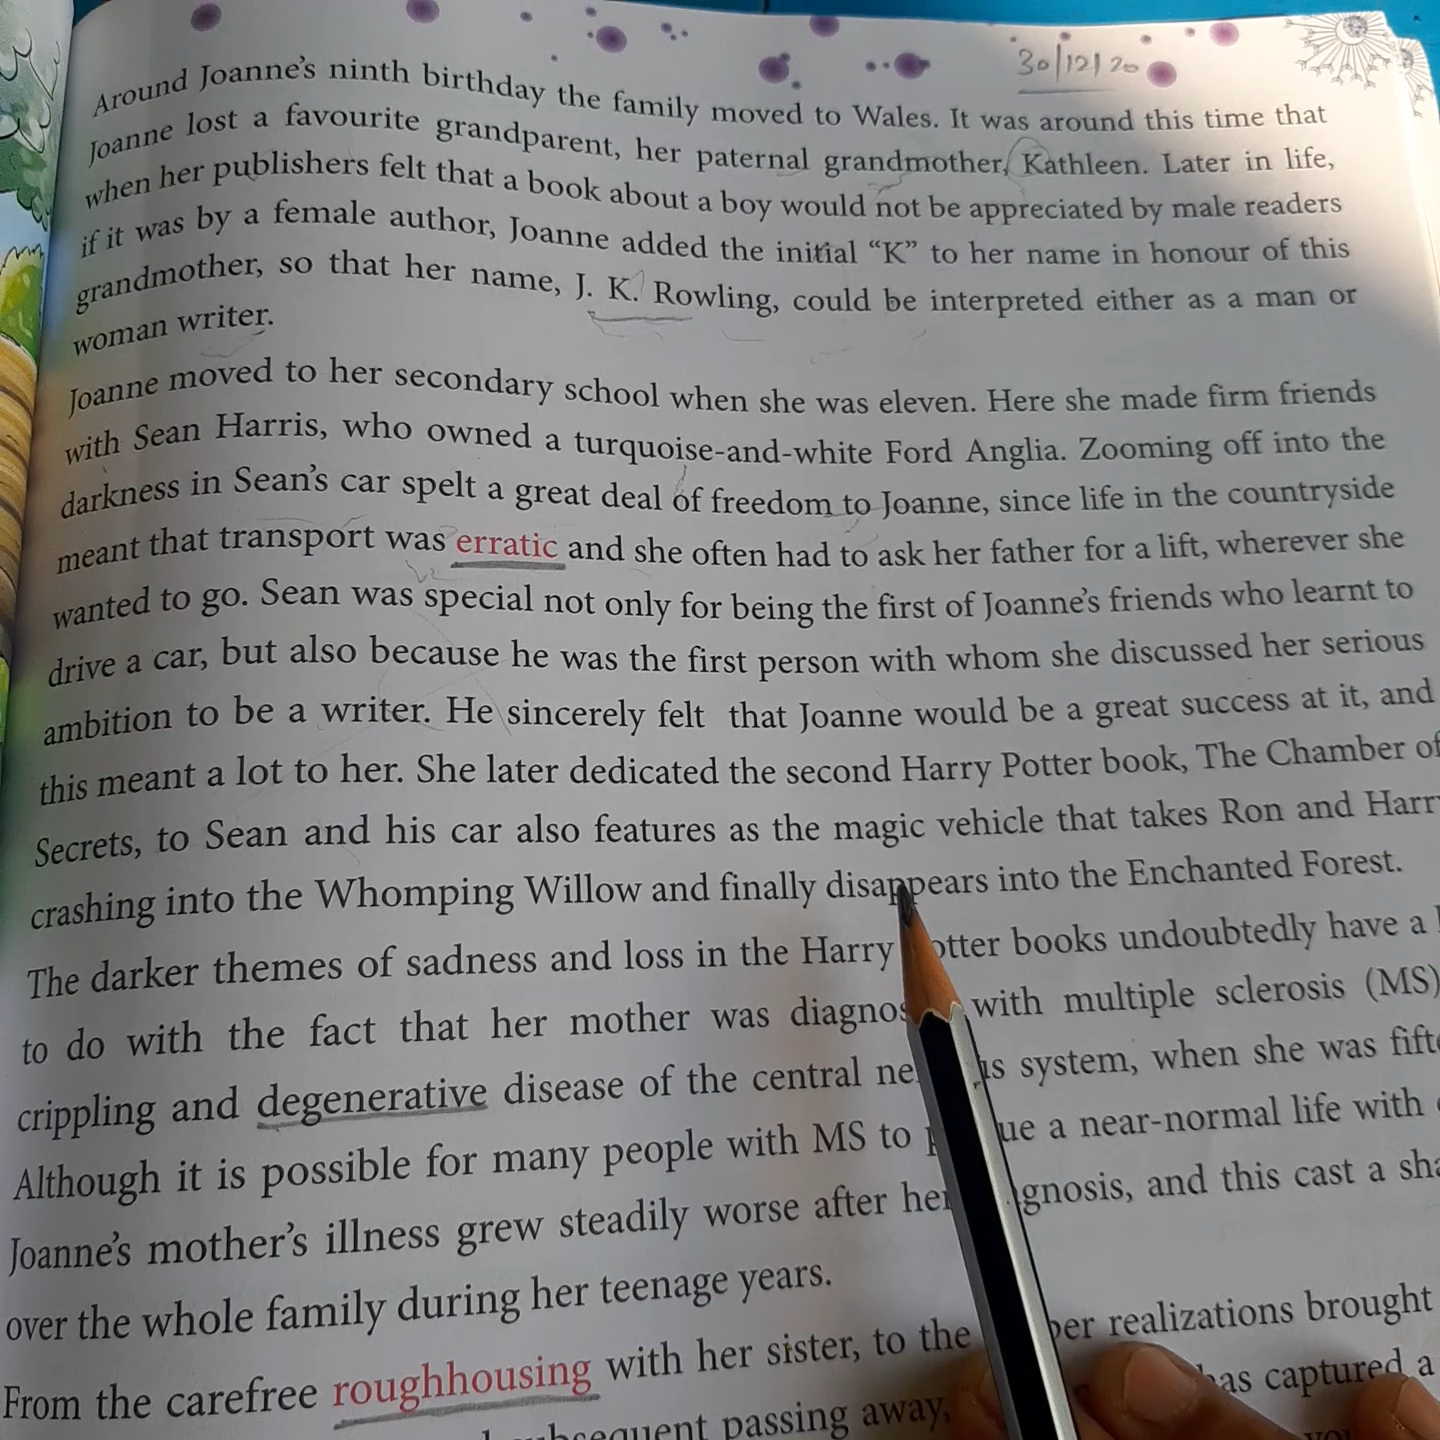 30/12/20
Around Joanne's ninth birthday the family moved to Wales. It was around this time that
Joanne lost a favourite grandparent, her paternal grandmother, Kathleen. Later in life,
when her publishers felt that a book about a boy would not be appreciated by male readers
if it was by a female author, Joanne added the initial “K” to her name in honour of this
grandmother, so that her name, J. K. Rowling, could be interpreted either as a man or
woman writer.
Joanne moved to her secondary school when she was eleven. Here she made firm friends
with Sean Harris, who owned a turquoise-and-white Ford Anglia. Zooming off into the
darkness in Sean's car spelt a great deal of freedom to Joanne, since life in the countryside
meant that transport was erratic and she often had to ask her father for a lift, wherever she
wanted to go. Sean was special not only for being the first of Joanne's friends who learnt to
drive a car, but also because he was the first person with whom she discussed her serious
ambition to be a writer. He sincerely felt that Joanne would be a great success at it, and
this meant a lot to her. She later dedicated the second Harry Potter book, The Chamber of
Secrets, to Sean and his car also features as the magic vehicle that takes Ron and Harr
crashing into the Whomping Willow and finally disappears into the Enchanted Forest.
The darker themes of sadness and loss in the Harry otter books undoubtedly have a
to do with the fact that her mother was diagnos with multiple sclerosis (MS)
crippling and degenerative disease of the central ne us system, when she was fift
Although it is possible for many people with MS to p ue a near-normal life with
Joanne's mother's illness grew steadily worse after her gnosis, and this cast a sha
over the whole family during her teenage years.
From the carefree roughhousing with her sister, to the ber realizations brought
subsequent passing away, has captured a